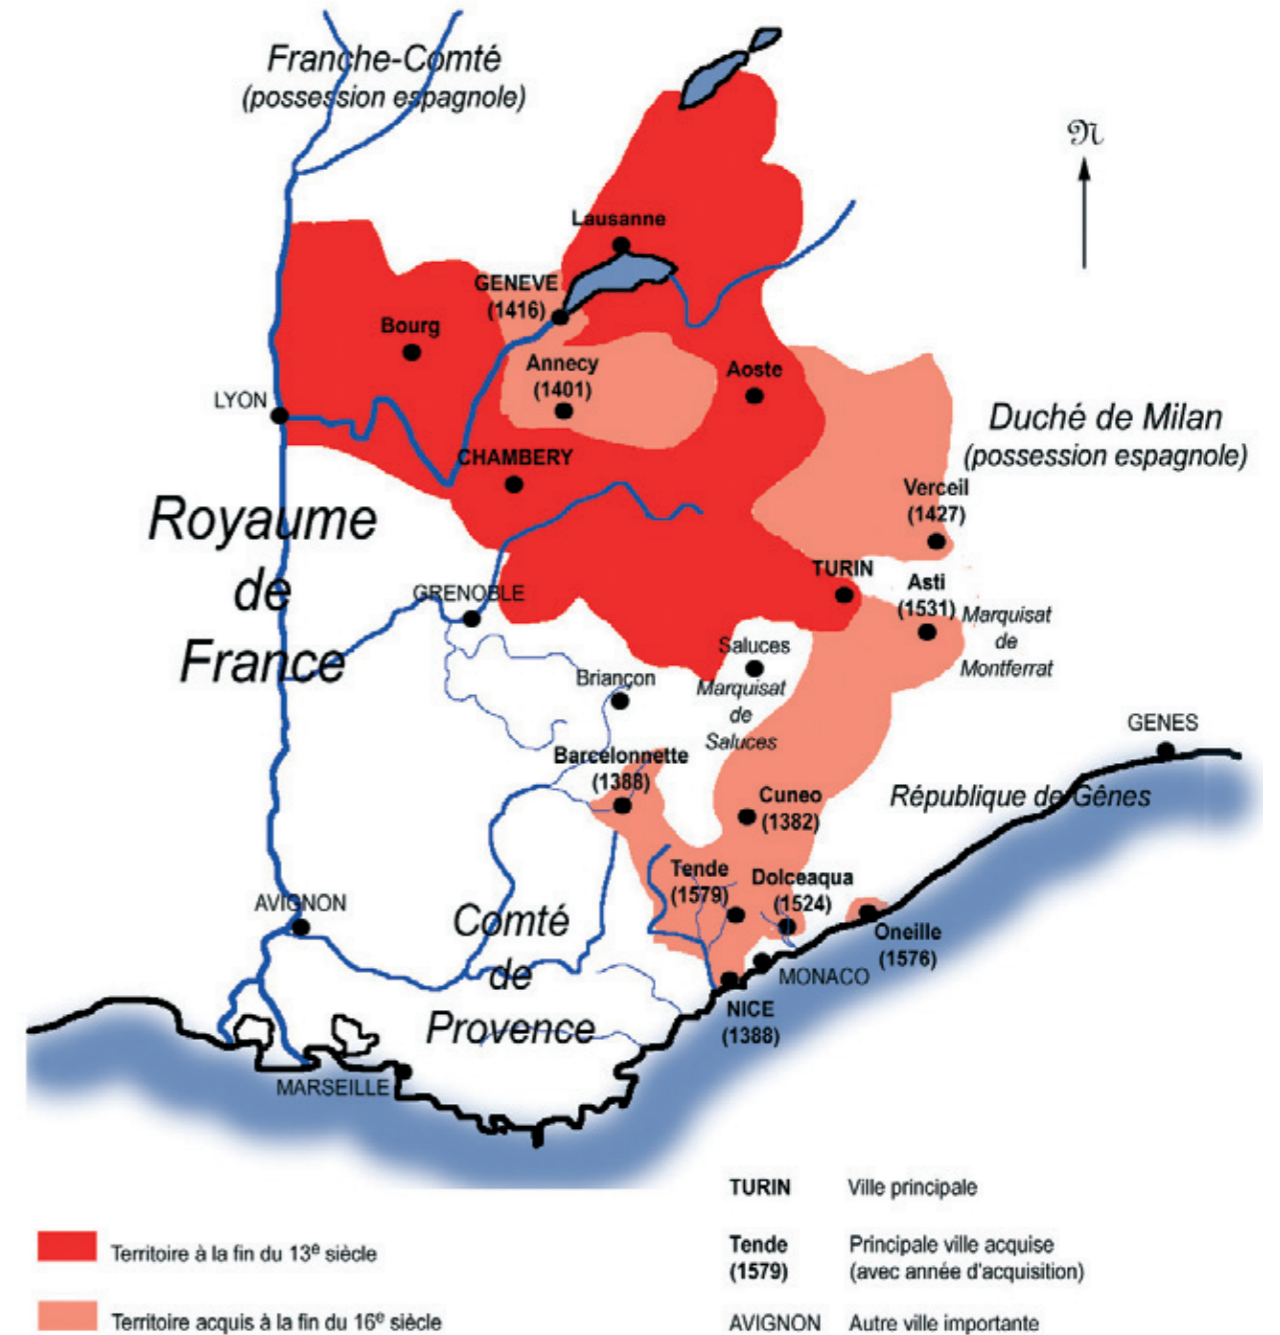 Franche-Comté
(possession espagnole)
N
Lausanne
GENEVE
(1416)
Bourg
Annecy
(1401)
Aoste
LYON
Duché de Milan
(possession espagnole)
CHAMBERY
Verceil
(1427)
Royaume
de
France
TURIN
Asti
(1531)
GRENOBLE
Marquisat
de
Montferrat
Saluces
Briançon
Marquisat
de
Saluces
GENES
Barcelonnette
(1388)
Cuneo
(1382)
République de Gênes
Tende
(1579)
Dolceaqua
(1524)
AVIGNON
Comté
de
Provence
Oneille
(1576)
MONACO
NICE
(1388)
MARSEILLE
TURIN Ville principale
Territoire à la fin du 13e siècle
Tende Principale ville acquise
(1579) (avec année d'acquisition)
Territoire acquis à la fin du 16e siècle
AVIGNON Autre ville importante